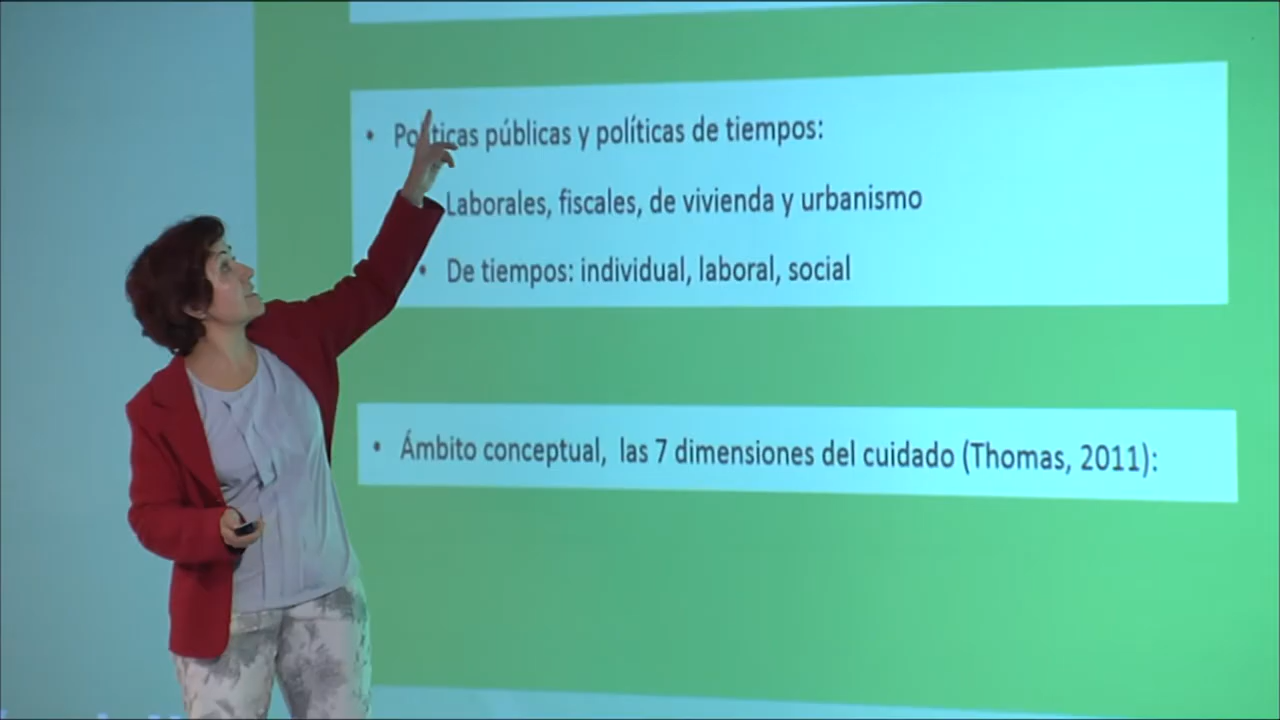 • Políticas públicas y políticas de tiempos:
Laborales, fiscales, de vivienda y urbanismo
• De tiempos: individual, laboral, social
• Ámbito conceptual, las 7 dimensiones del cuidado (Thomas, 2011):